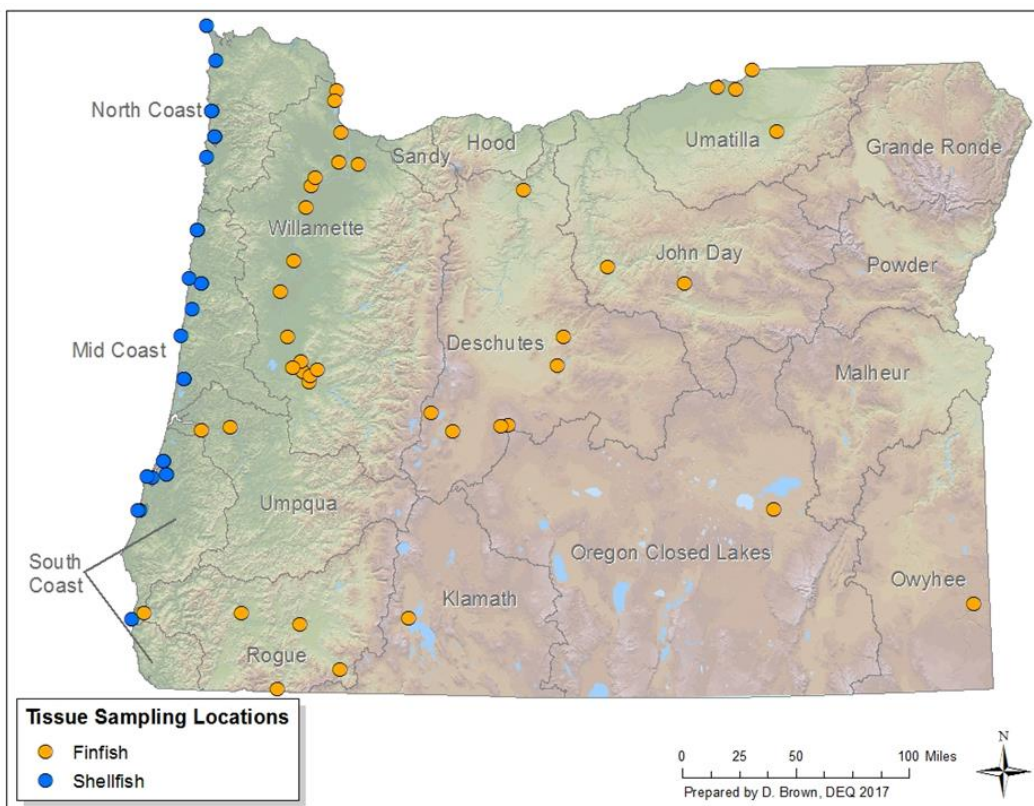 North Coast
Sandy
Hood
Umatilla
Grande Ronde
Willamette
John Day
Powder
Mid Coast
Deschutes
Malheur
Umpqua
South
Coast
Oregon Closed Lakes
Klamath
Owyhee
Rogue
Tissue Sampling Locations
Finfish
Shellfish
0 25 50 100 Miles
Prepared by D. Brown, DEQ 2017
N